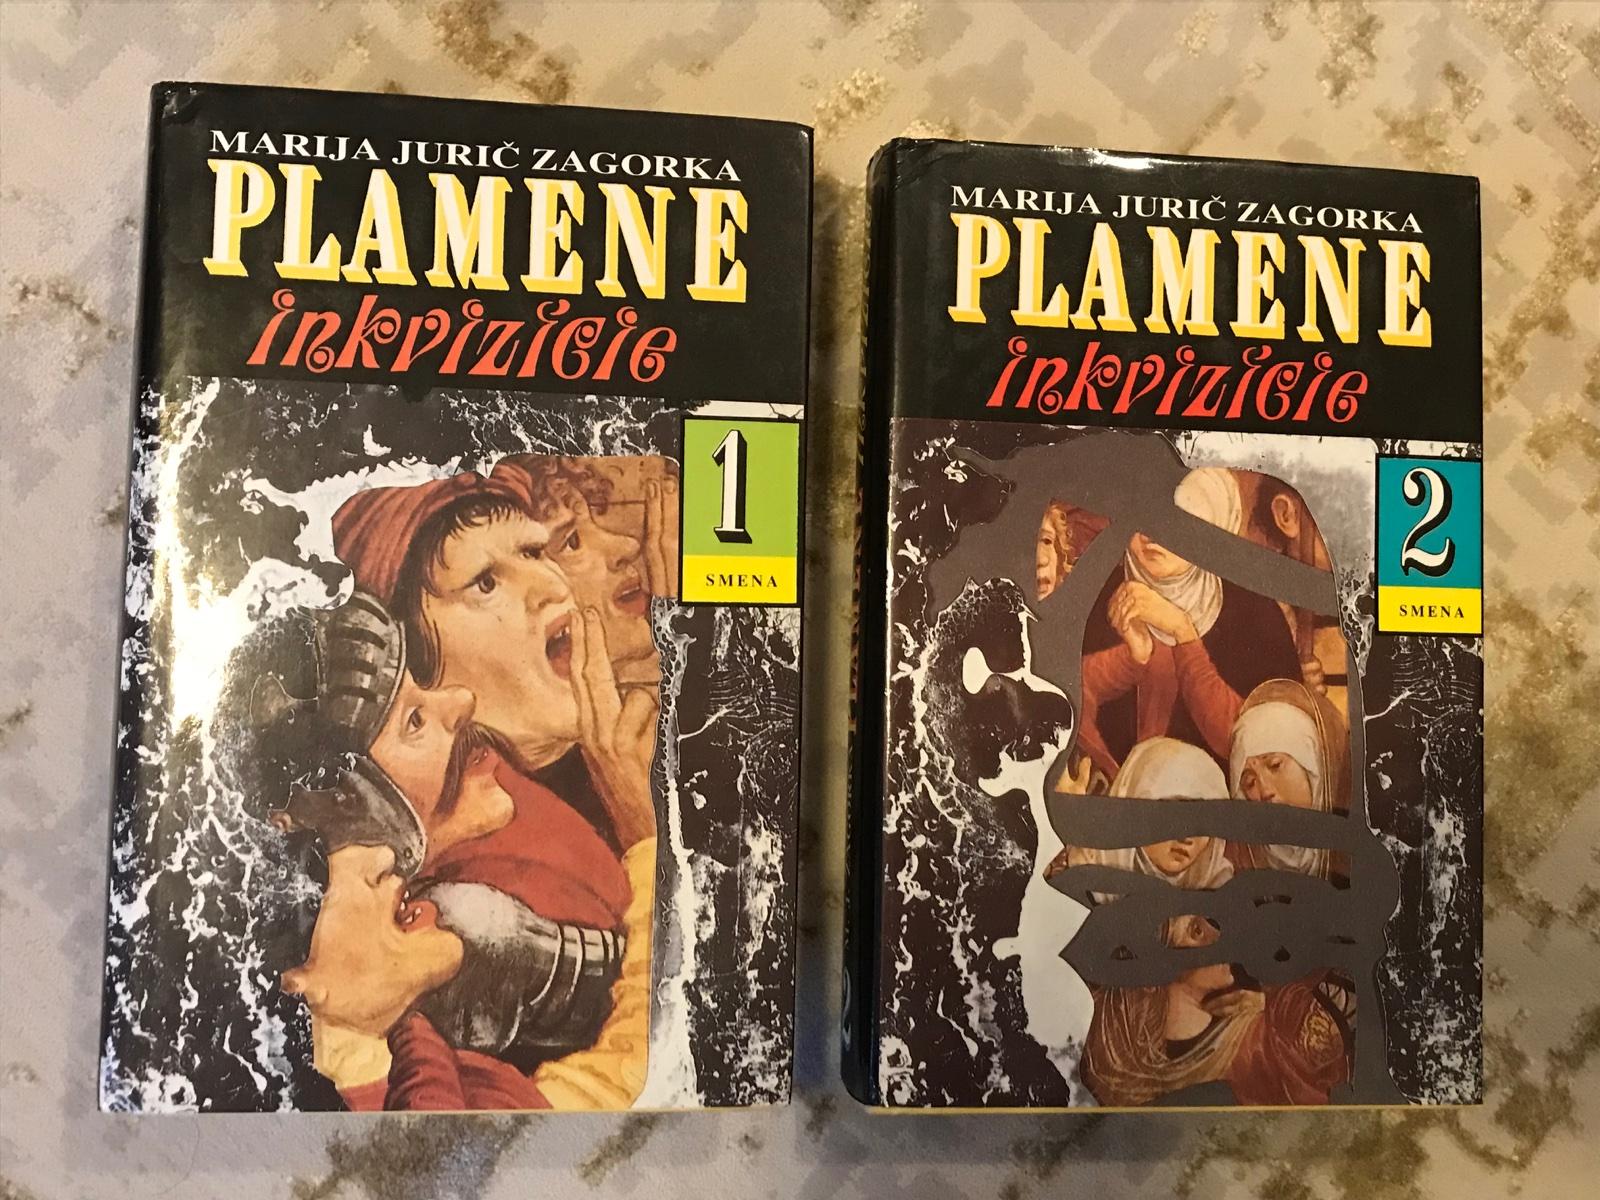 MARIJA JURIČ ZAGORKA
PLAMENE
inkvizície
1
SMENA
MARIJA JURIČ ZAGORKA
PLAMENE
inkvizície
2
SMENA